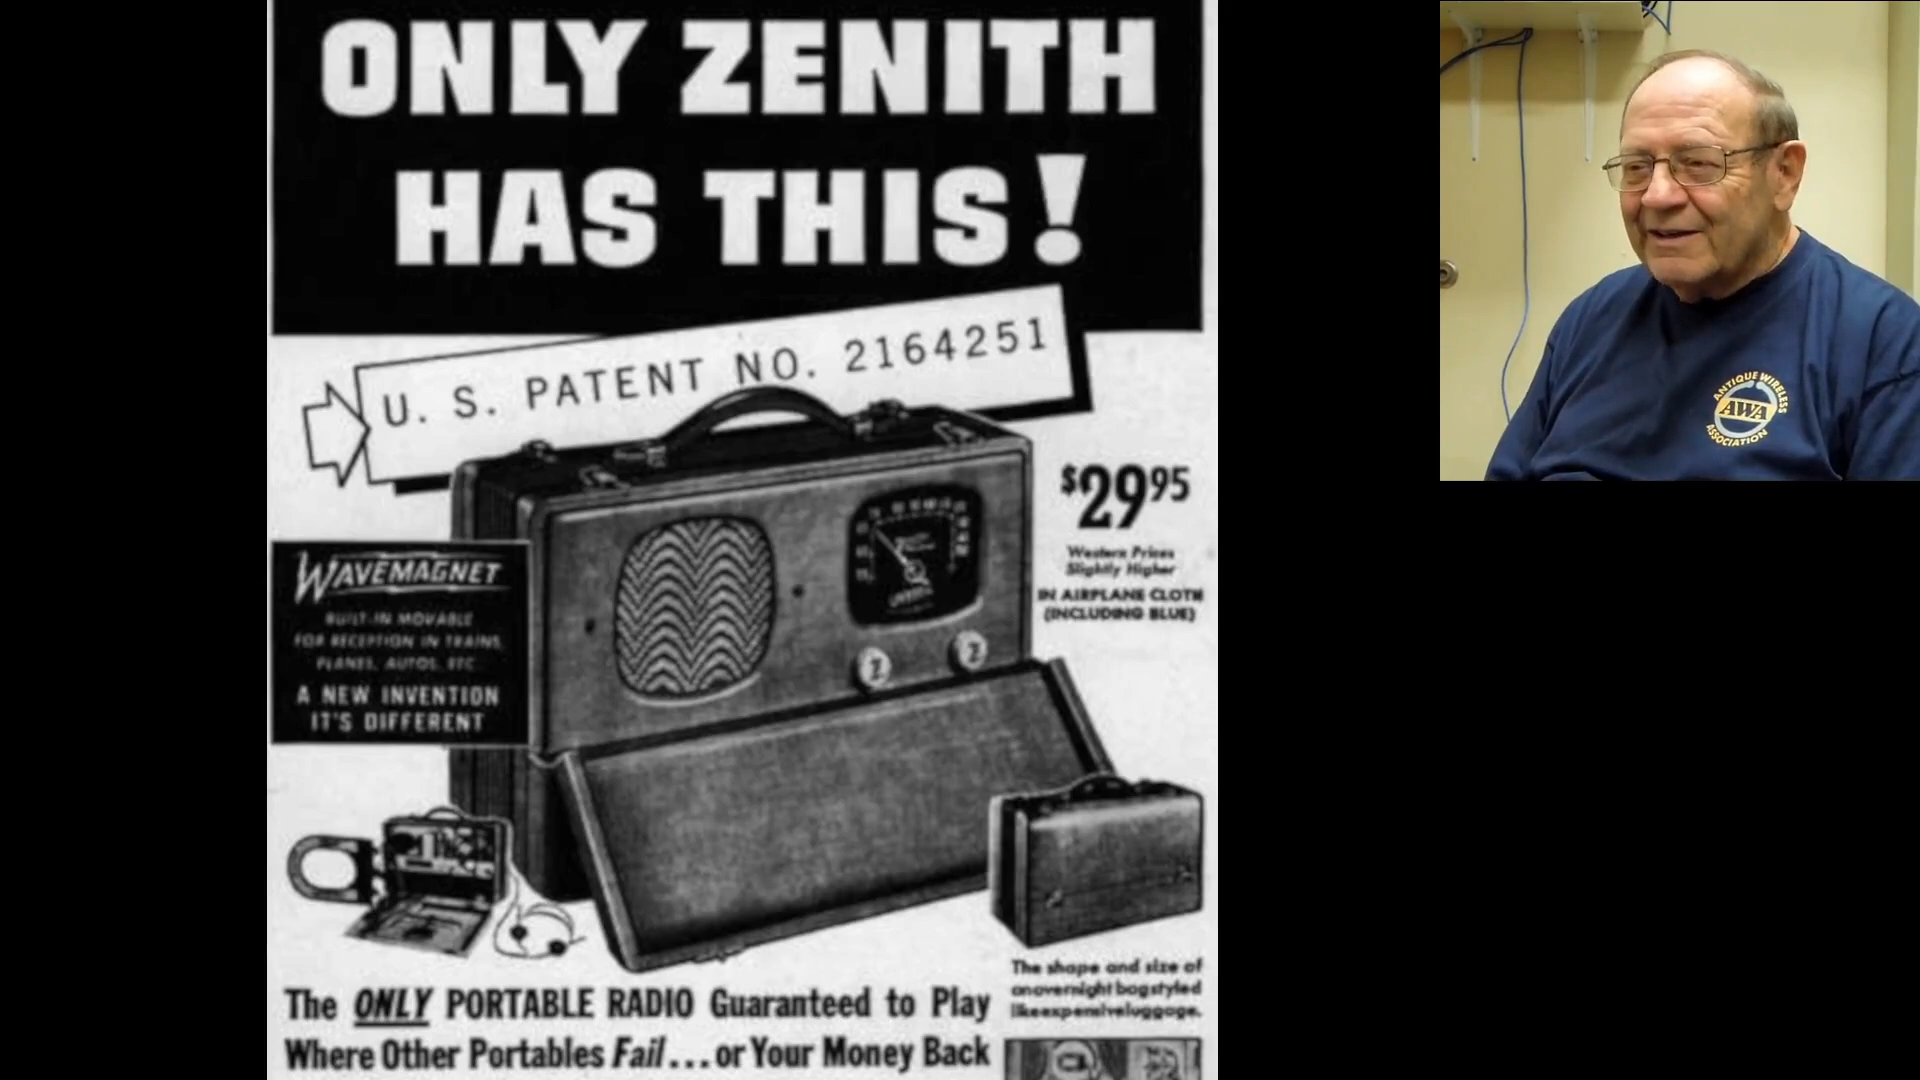 ONLY ZENITH
HAS THIS!
U. S. PATENT NO. 2164251
$29.95
Western Prices
Slightly Higher
IN AIRPLANE CLOTH
(INCLUDING BLUE)
WAVEMAGNET
BUILT-IN MOVABLE
FOR RECEPTION IN TRAINS,
PLANES, AUTOS, ETC
A NEW INVENTION
IT'S DIFFERENT
Z Z
The shape and size of
an overnight bag styled
like expensive luggage.
The ONLY PORTABLE RADIO Guaranteed to Play
Where Other Portables Fail...or Your Money Back
ANTIQUE WIRELESS
AWA
ASSOCIATION